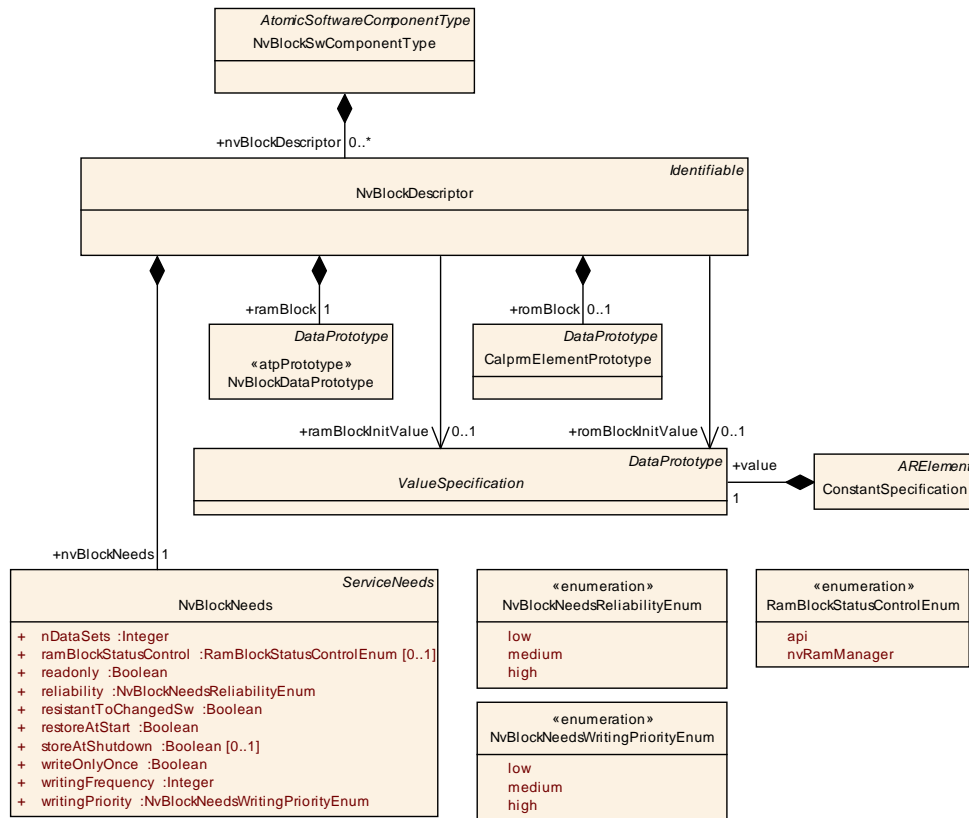 AtomicSoftwareComponentType
NvBlockSwComponentType
+nvBlockDescriptor 0..*
Identifiable
NvBlockDescriptor
+ramBlock 1
+romBlock 0..1
DataPrototype
«atpPrototype»
NvBlockDataPrototype
DataPrototype
CalprmElementPrototype
+ramBlockInitValue 0..1
+romBlockInitValue 0..1
DataPrototype
ValueSpecification
+value
1
ARElement
ConstantSpecification
+nvBlockNeeds 1
ServiceNeeds
NvBlockNeeds
+ nDataSets :Integer
+ ramBlockStatusControl :RamBlockStatusControlEnum [0..1]
+ readonly :Boolean
+ reliability :NvBlockNeedsReliabilityEnum
+ resistantToChangedSw :Boolean
+ restoreAtStart :Boolean
+ storeAtShutdown :Boolean [0..1]
+ writeOnlyOnce :Boolean
+ writingFrequency :Integer
+ writingPriority :NvBlockNeedsWritingPriorityEnum
«enumeration»
NvBlockNeedsReliabilityEnum
low
medium
high
«enumeration»
RamBlockStatusControlEnum
api
nvRamManager
«enumeration»
NvBlockNeedsWritingPriorityEnum
low
medium
high